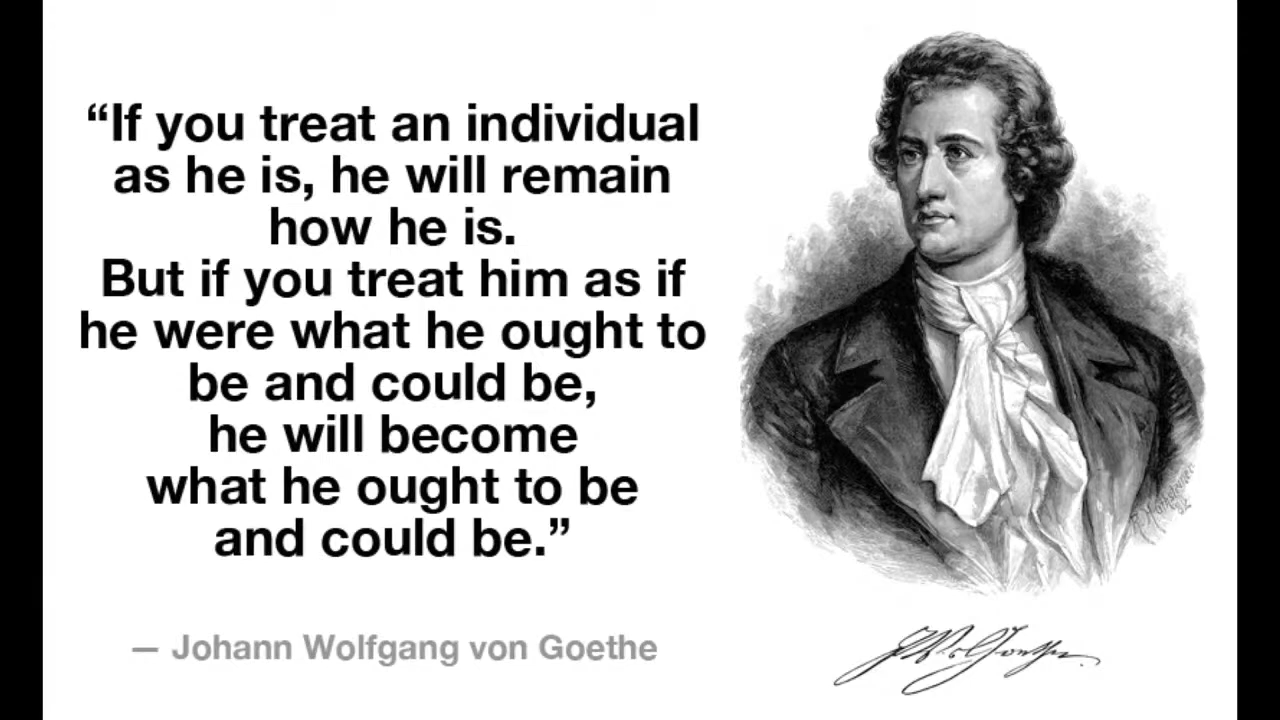 “If you treat an individual
as he is, he will remain
how he is.
But if you treat him as if
he were what he ought to
be and could be,
he will become
what he ought to be
and could be.”
— Johann Wolfgang von Goethe